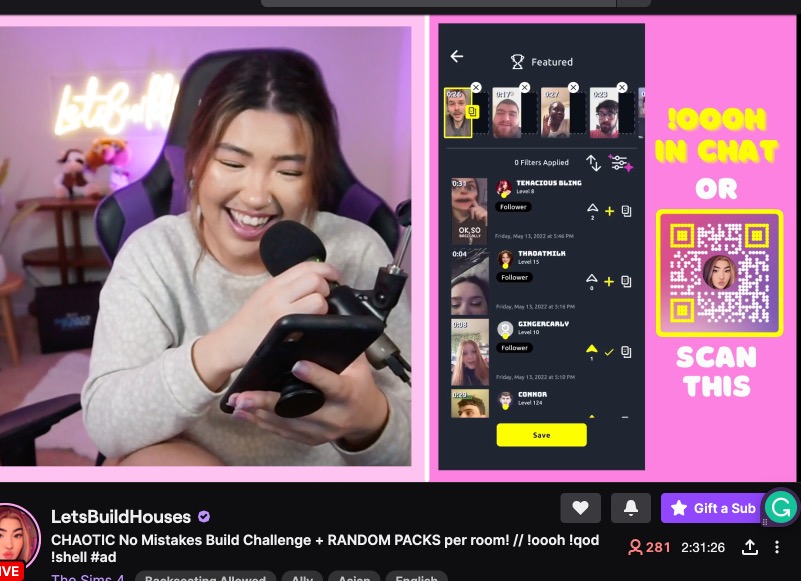 letsbuil
Featured
0:26
0:17
0:27
0:23
0 Filters Applied
0:31
TENACIOUS BLING
Level 8
Follower
2
OK, SO
BASICALLY
Friday, May 13, 2022 at 5:46 PM
0:04
THADATMILK
Level 15
Follower
0
Friday, May 13, 2022 at 5:16 PM
0:08
GINGERCARLY
Level 10
Follower
1
Friday, May 13, 2022 at 5:10 PM
0:29
CONNOR
Level 124
Save
!OOOH
IN CHAT
OR
SCAN
THIS
LetsBuildHouses
CHAOTIC No Mistakes Build Challenge + RANDOM PACKS per room! // !oooh !qod
!shell #ad
Gift a Sub
281
2:31:26
The Sims 4
Backseating Allowed
Ally
Asian
English